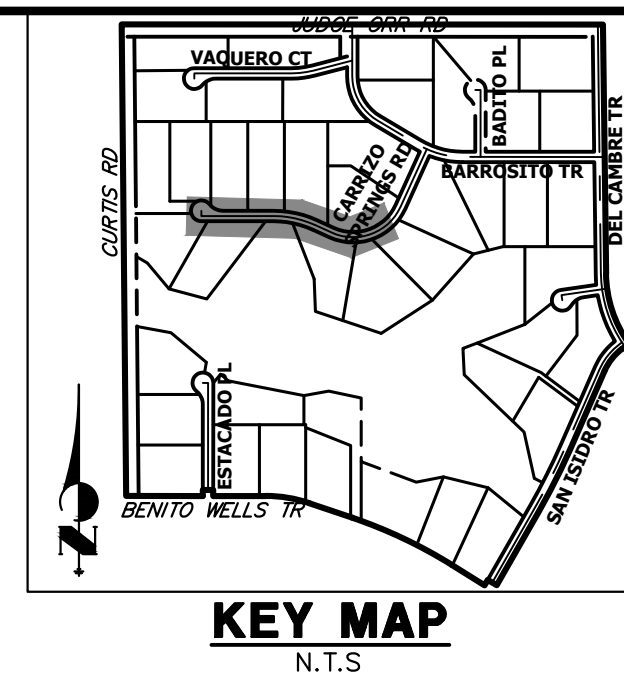 JUDGE ORR RD
VAQUERO CT
BADITO PL
CARRIZO
SPRINGS RD
BARROSITO TR
DEL CAMBRE TR
CURTIS RD
ESTACADO PL
SAN ISIDRO TR
BENITO WELLS TR
N
KEY MAP
N.T.S